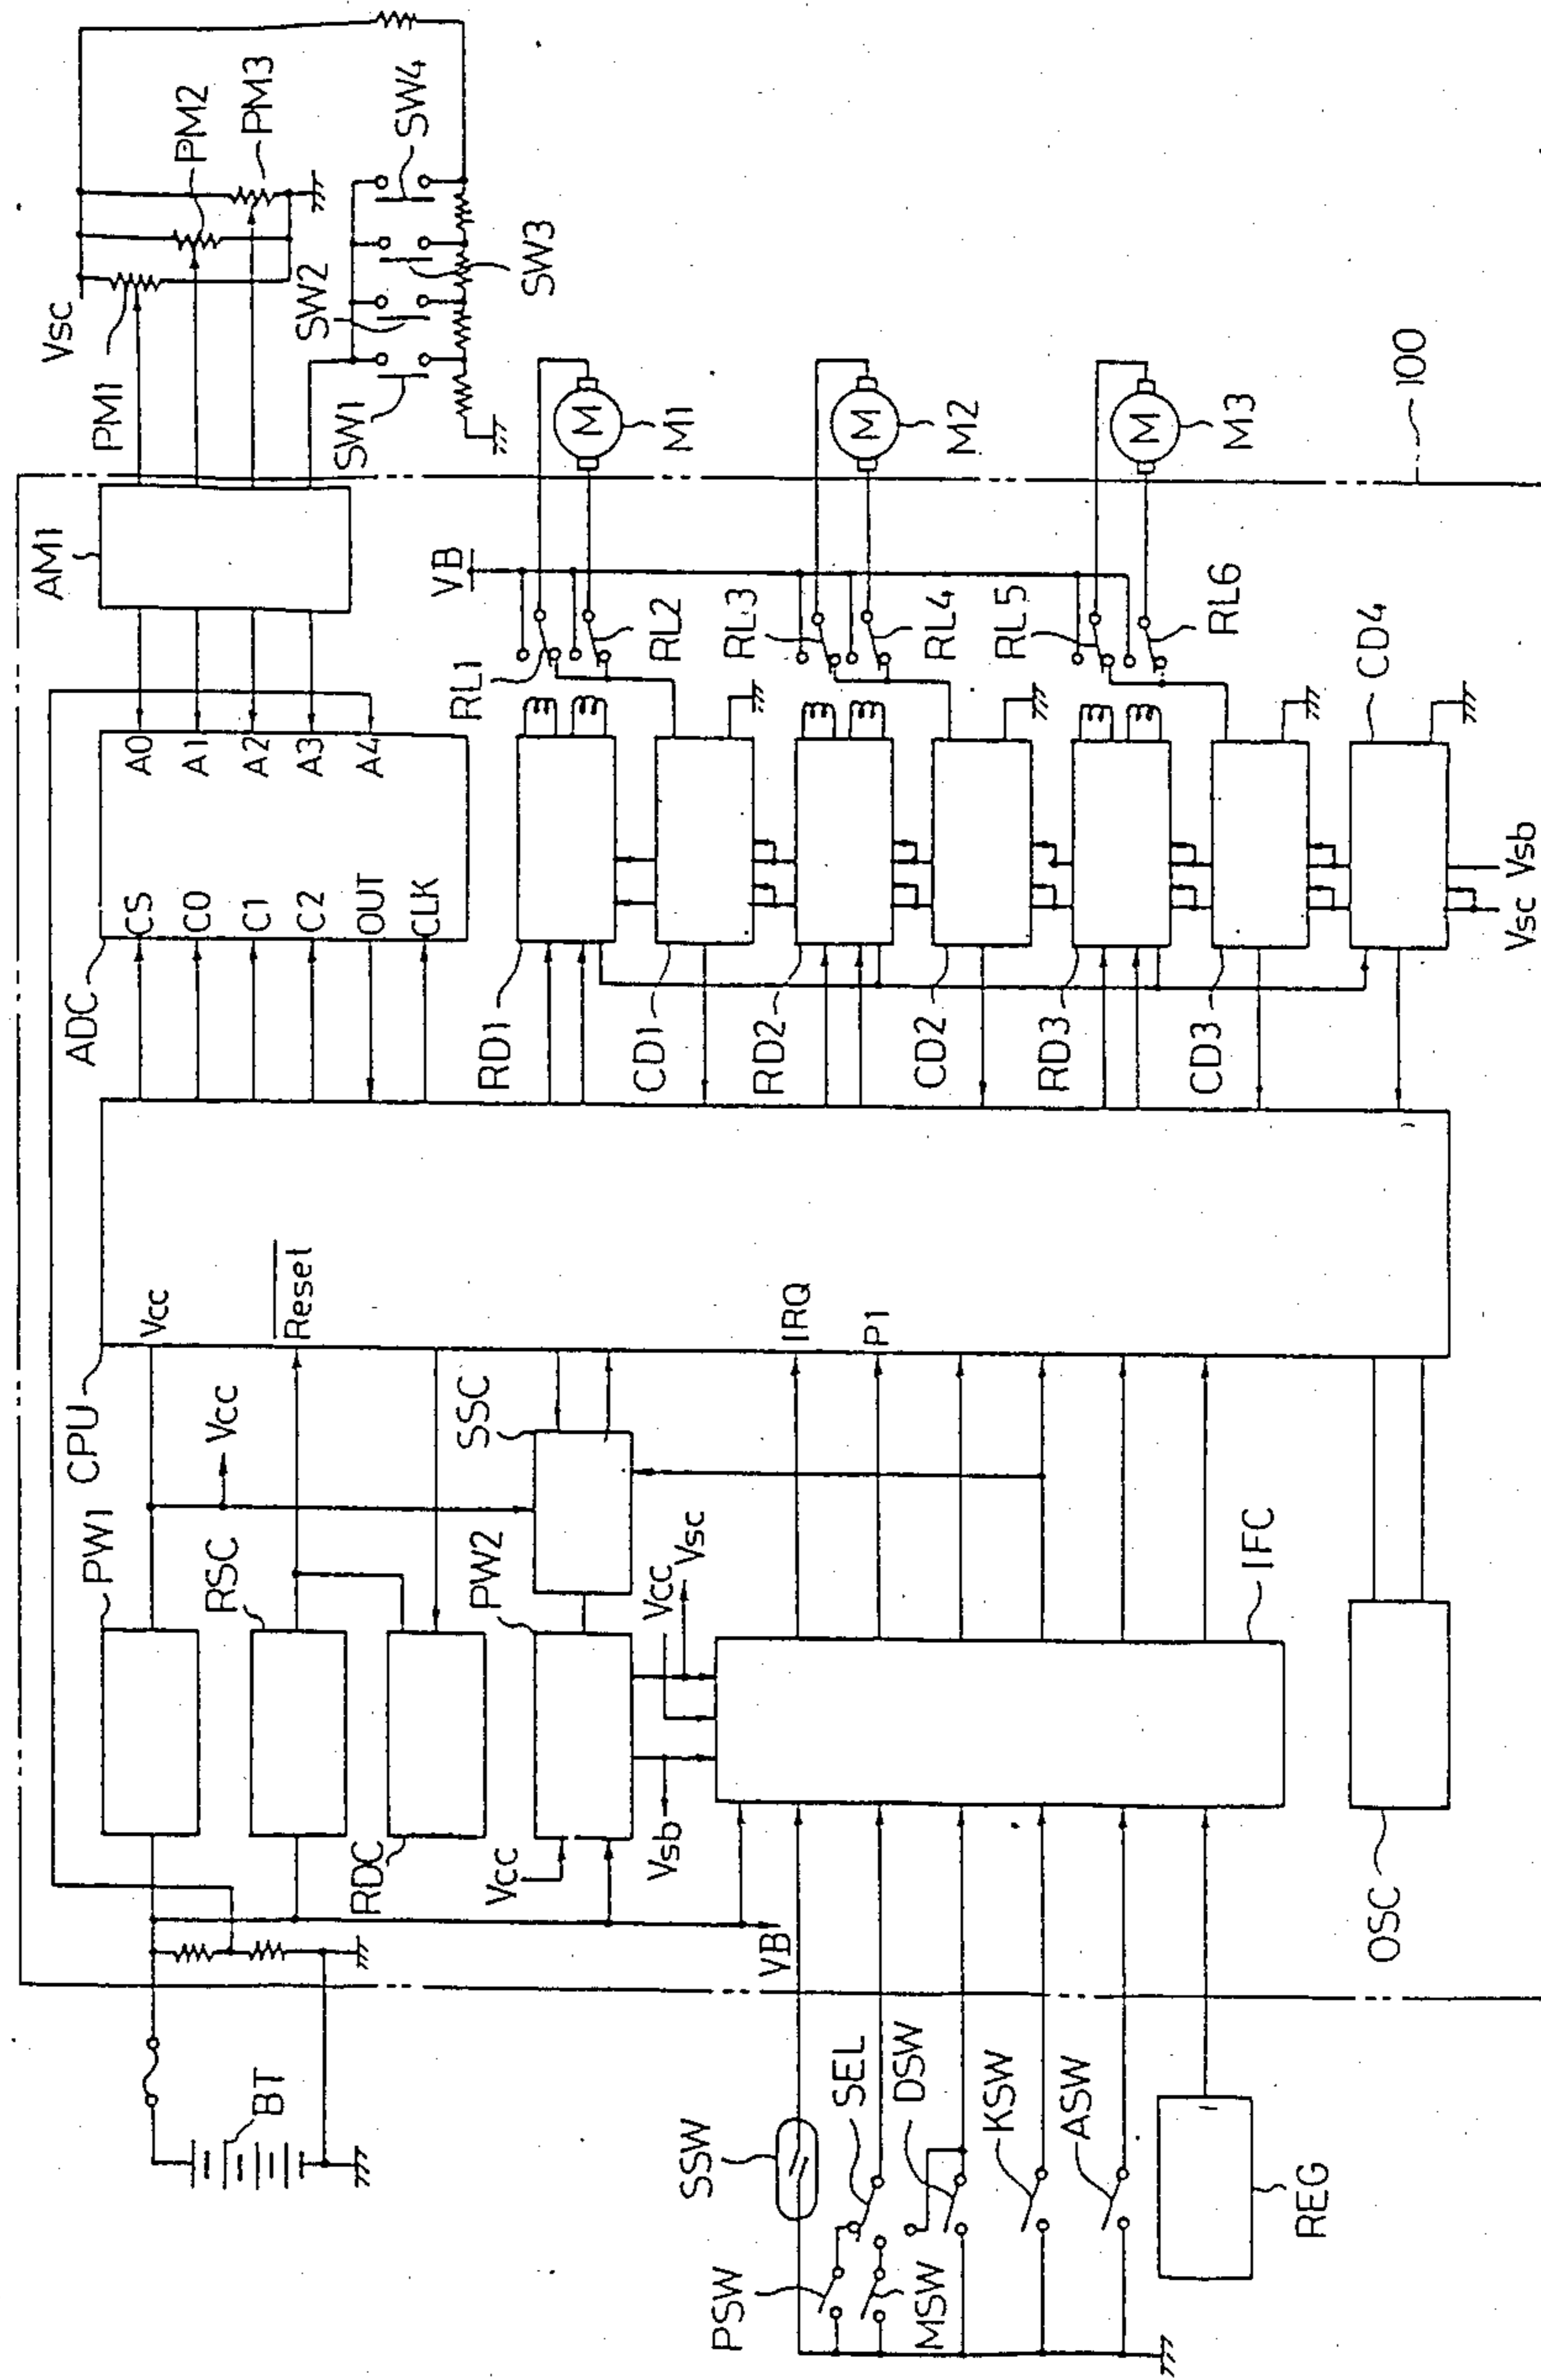 Vsc
PM1
PM2
PM3
SW1
SW2
SW3
SW4
AM1
ADC
CS
C0
C1
C2
OUT
CLK
A0
A1
A2
A3
A4
VB
RL1
RL2
RL3
RL4
RL5
RL6
M
M1
M
M2
M
M3
100
RD1
CD1
RD2
CD2
RD3
CD3
CD4
Vsc
Vsb
CPU
Vcc
Reset
IRQ
P1
Vcc
PW1
RSC
RDC
SSC
PW2
Vcc
Vcc
Vsc
Vsb
VB
IFC
OSC
BT
SSW
SEL
DSW
KSW
ASW
PSW
MSW
REG